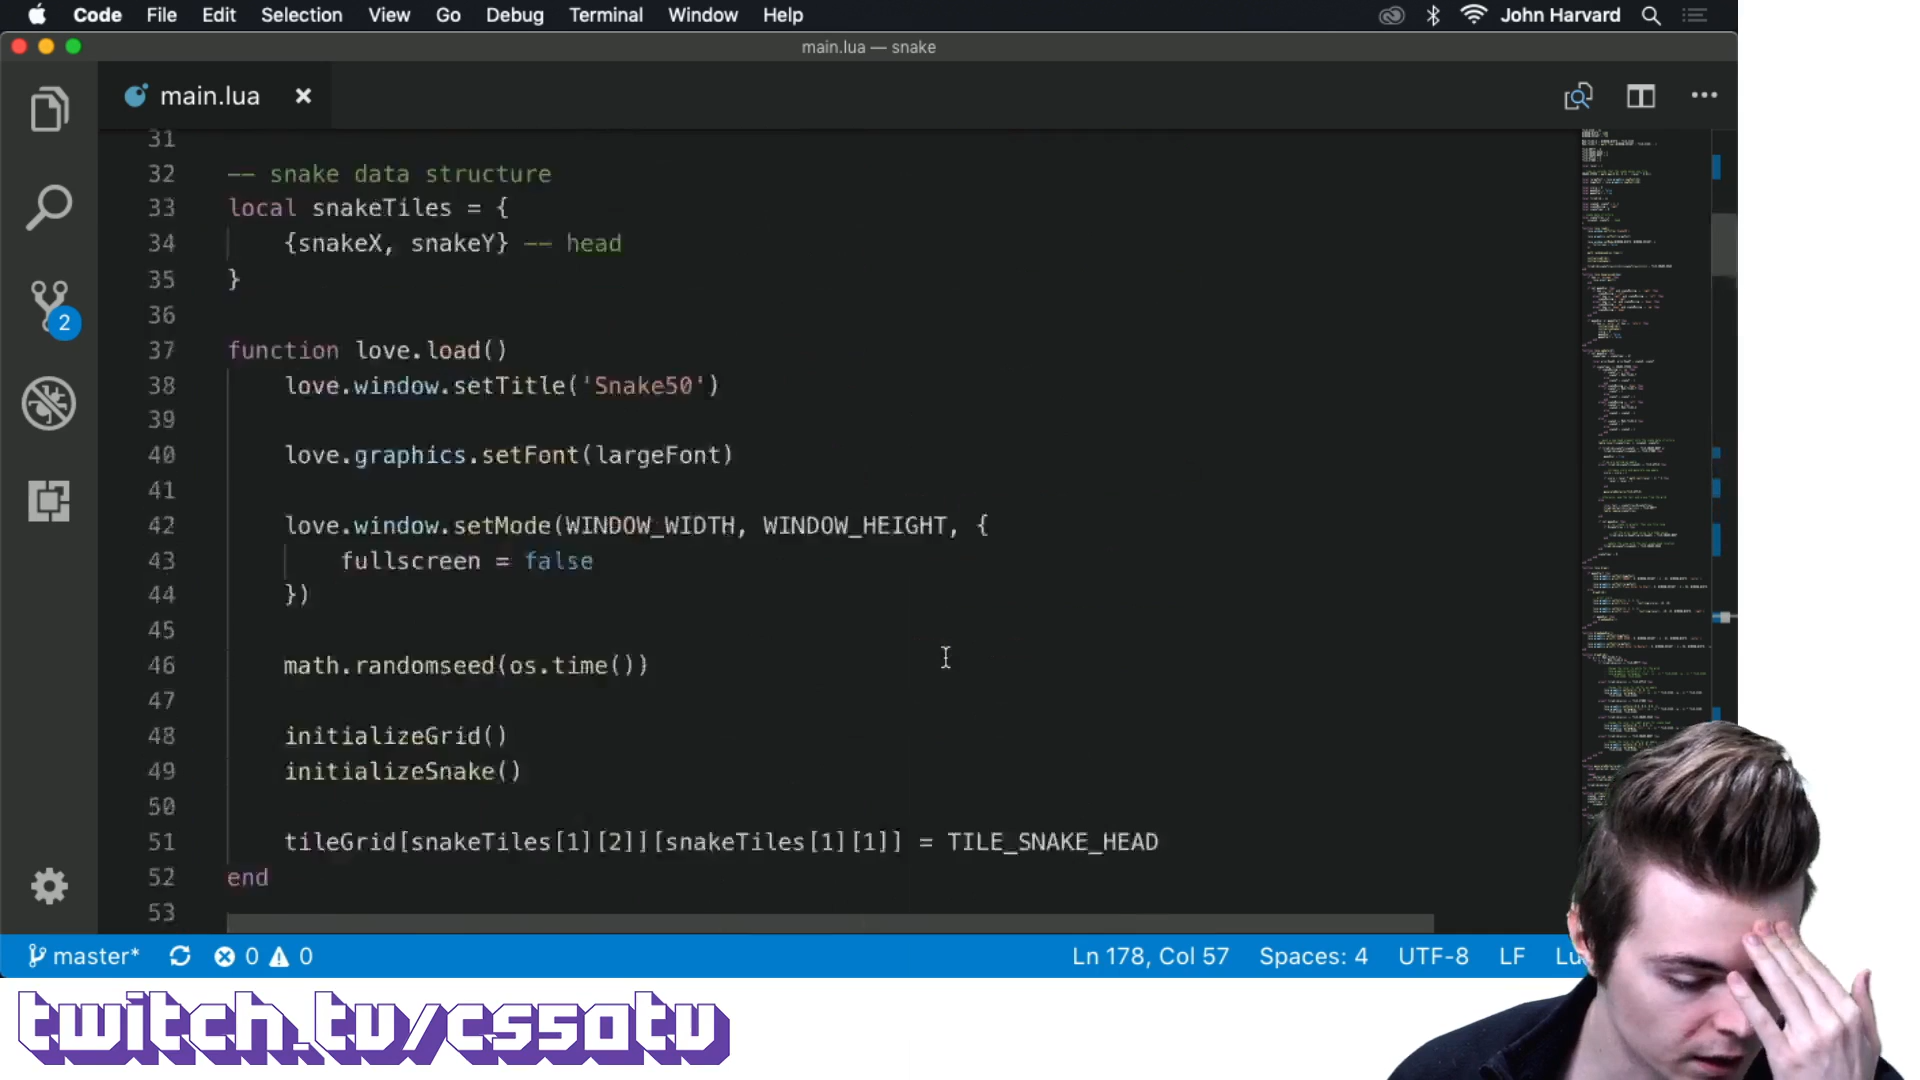 Code File Edit Selection View Go Debug Terminal Window Help John Harvard
main.lua — snake
main.lua
31
32 -- snake data structure
33 local snakeTiles = {
34 {snakeX, snakeY} -- head
35 }
36
37 function love.load()
38 love.window.setTitle('Snake50')
39
40 love.graphics.setFont(largeFont)
41
42 love.window.setMode(WINDOW_WIDTH, WINDOW_HEIGHT, {
43 fullscreen = false
44 })
45
46 math.randomseed(os.time())
47
48 initializeGrid()
49 initializeSnake()
50
51 tileGrid[snakeTiles[1][2]][snakeTiles[1][1]] = TILE_SNAKE_HEAD
52 end
53
2
master* 0 0 Ln 178, Col 57 Spaces: 4 UTF-8 LF Lu
twitch.tv/cs50tv